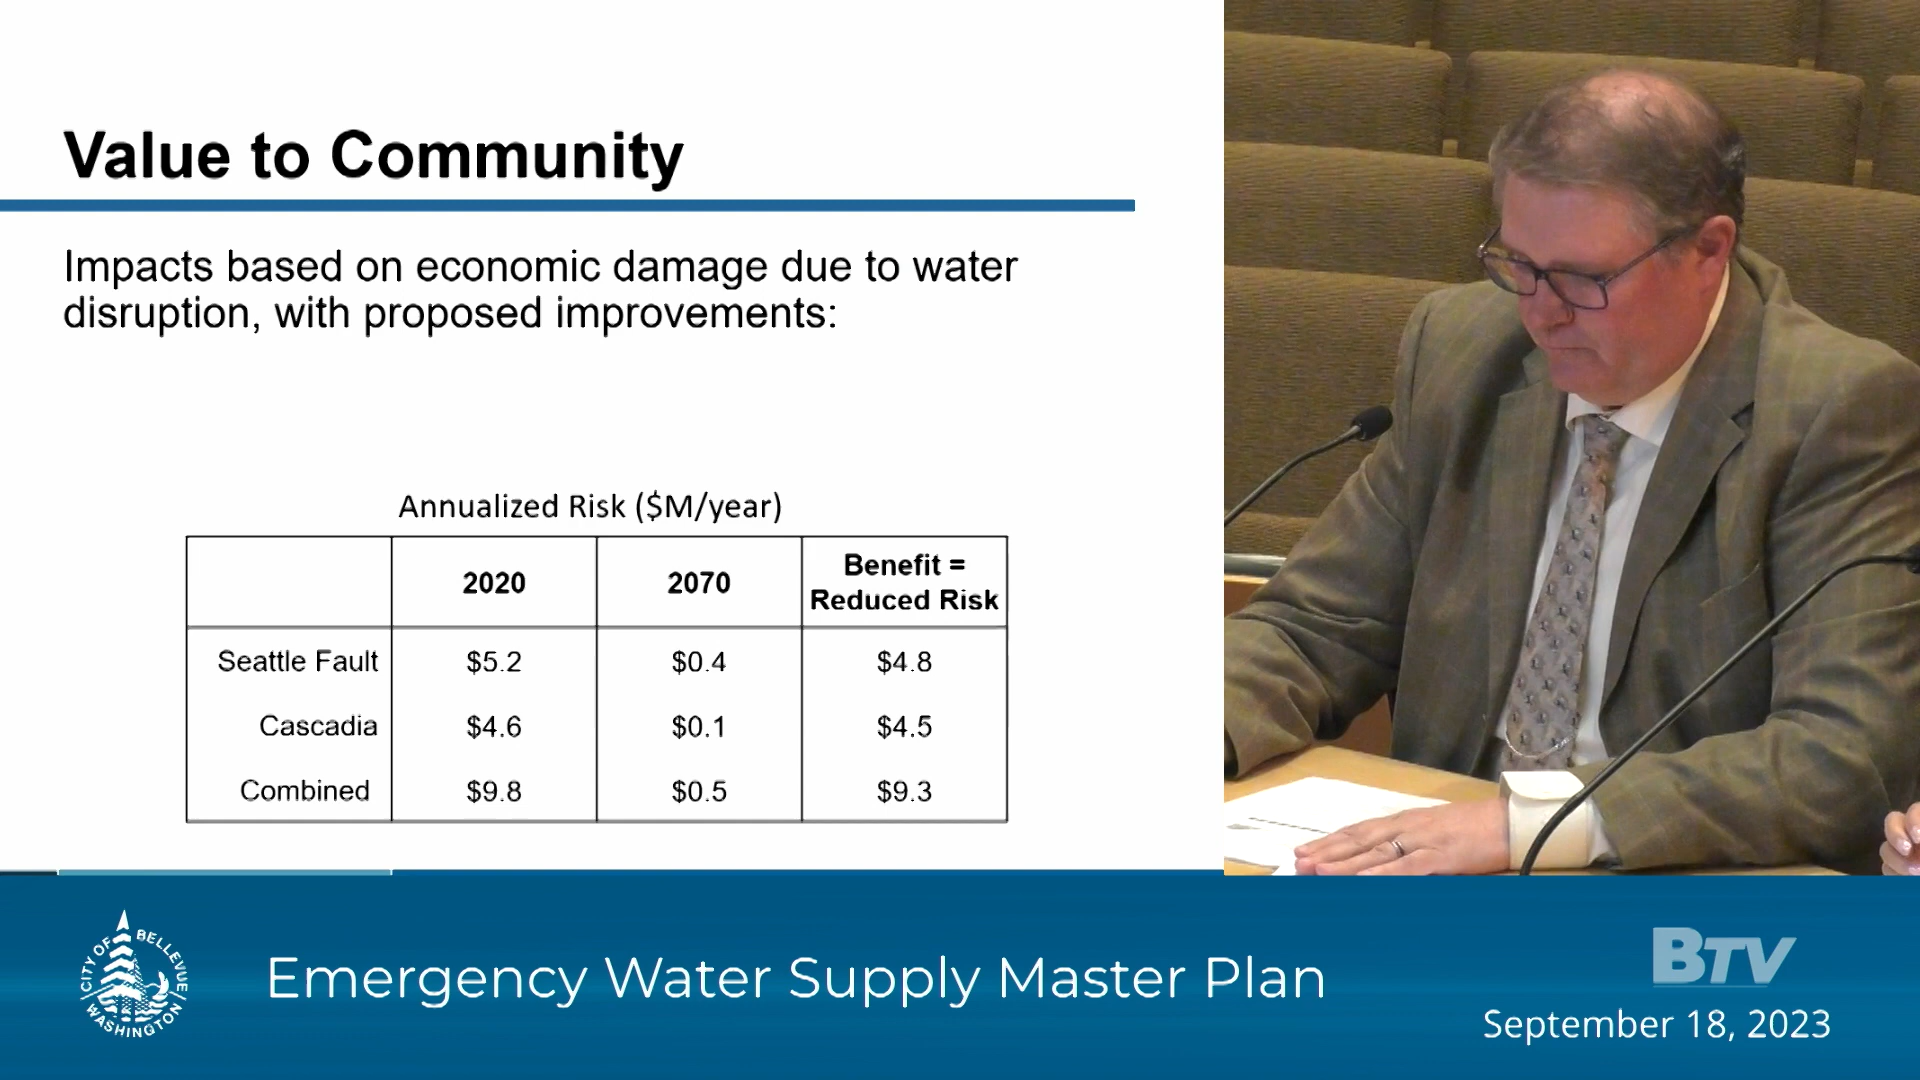 Value to Community
Impacts based on economic damage due to water
disruption, with proposed improvements:
Annualized Risk ($M/year)
2020 2070 Benefit =
Reduced Risk
Seattle Fault $5.2 $0.4 $4.8
Cascadia $4.6 $0.1 $4.5
Combined $9.8 $0.5 $9.3
CITY OF BELLEVUE
WASHINGTON
Emergency Water Supply Master Plan
BTV
September 18, 2023